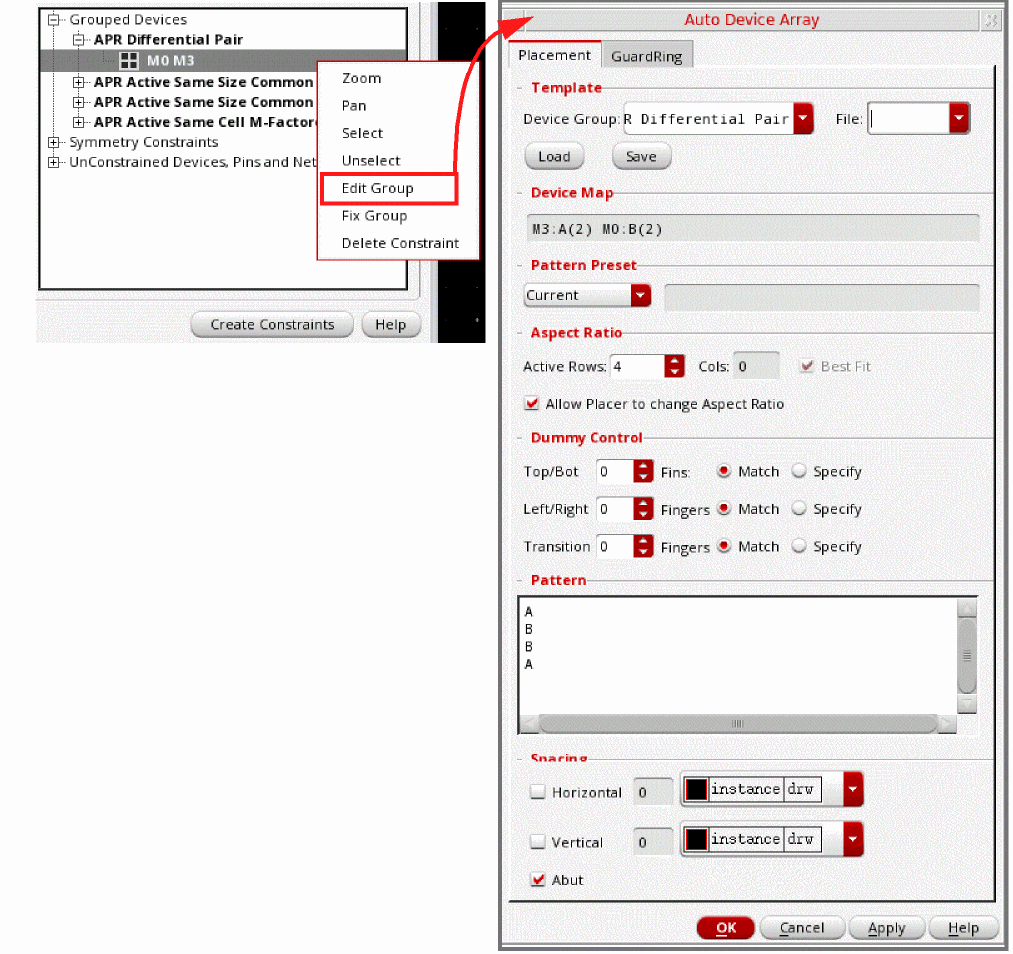 Grouped Devices
APR Differential Pair
M0 M3
APR Active Same Size Common
APR Active Same Size Common
APR Active Same Cell M-Factor
Symmetry Constraints
UnConstrained Devices, Pins and Net
Zoom
Pan
Select
Unselect
Edit Group
Fix Group
Delete Constraint
Create Constraints Help
Auto Device Array
Placement GuardRing
Template
Device Group: R Differential Pair File:
Load Save
Device Map
M3:A(2) M0:B(2)
Pattern Preset
Current
Aspect Ratio
Active Rows: 4 Cols: 0 Best Fit
Allow Placer to change Aspect Ratio
Dummy Control
Top/Bot 0 Fins: Match Specify
Left/Right 0 Fingers Match Specify
Transition 0 Fingers Match Specify
Pattern
A
B
B
A
Spacing
Horizontal 0 instance drw
Vertical 0 instance drw
Abut
OK Cancel Apply Help